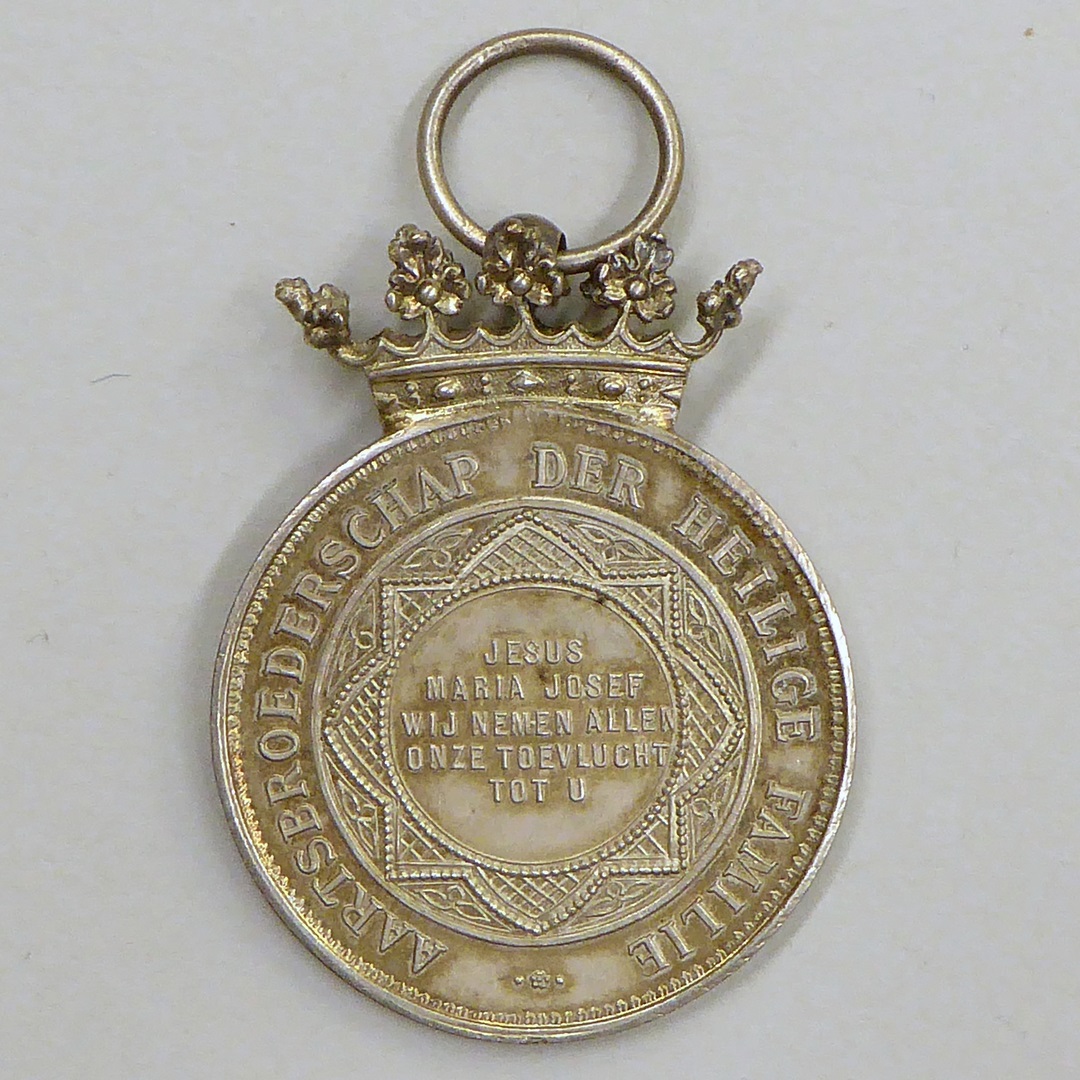 AARTSBROEDERSCHAP DER HEILIGE FAMILIE
JESUS
MARIA JOSEF
WIJ NEMEN ALLEN
ONZE TOEVLUCHT
TOT U